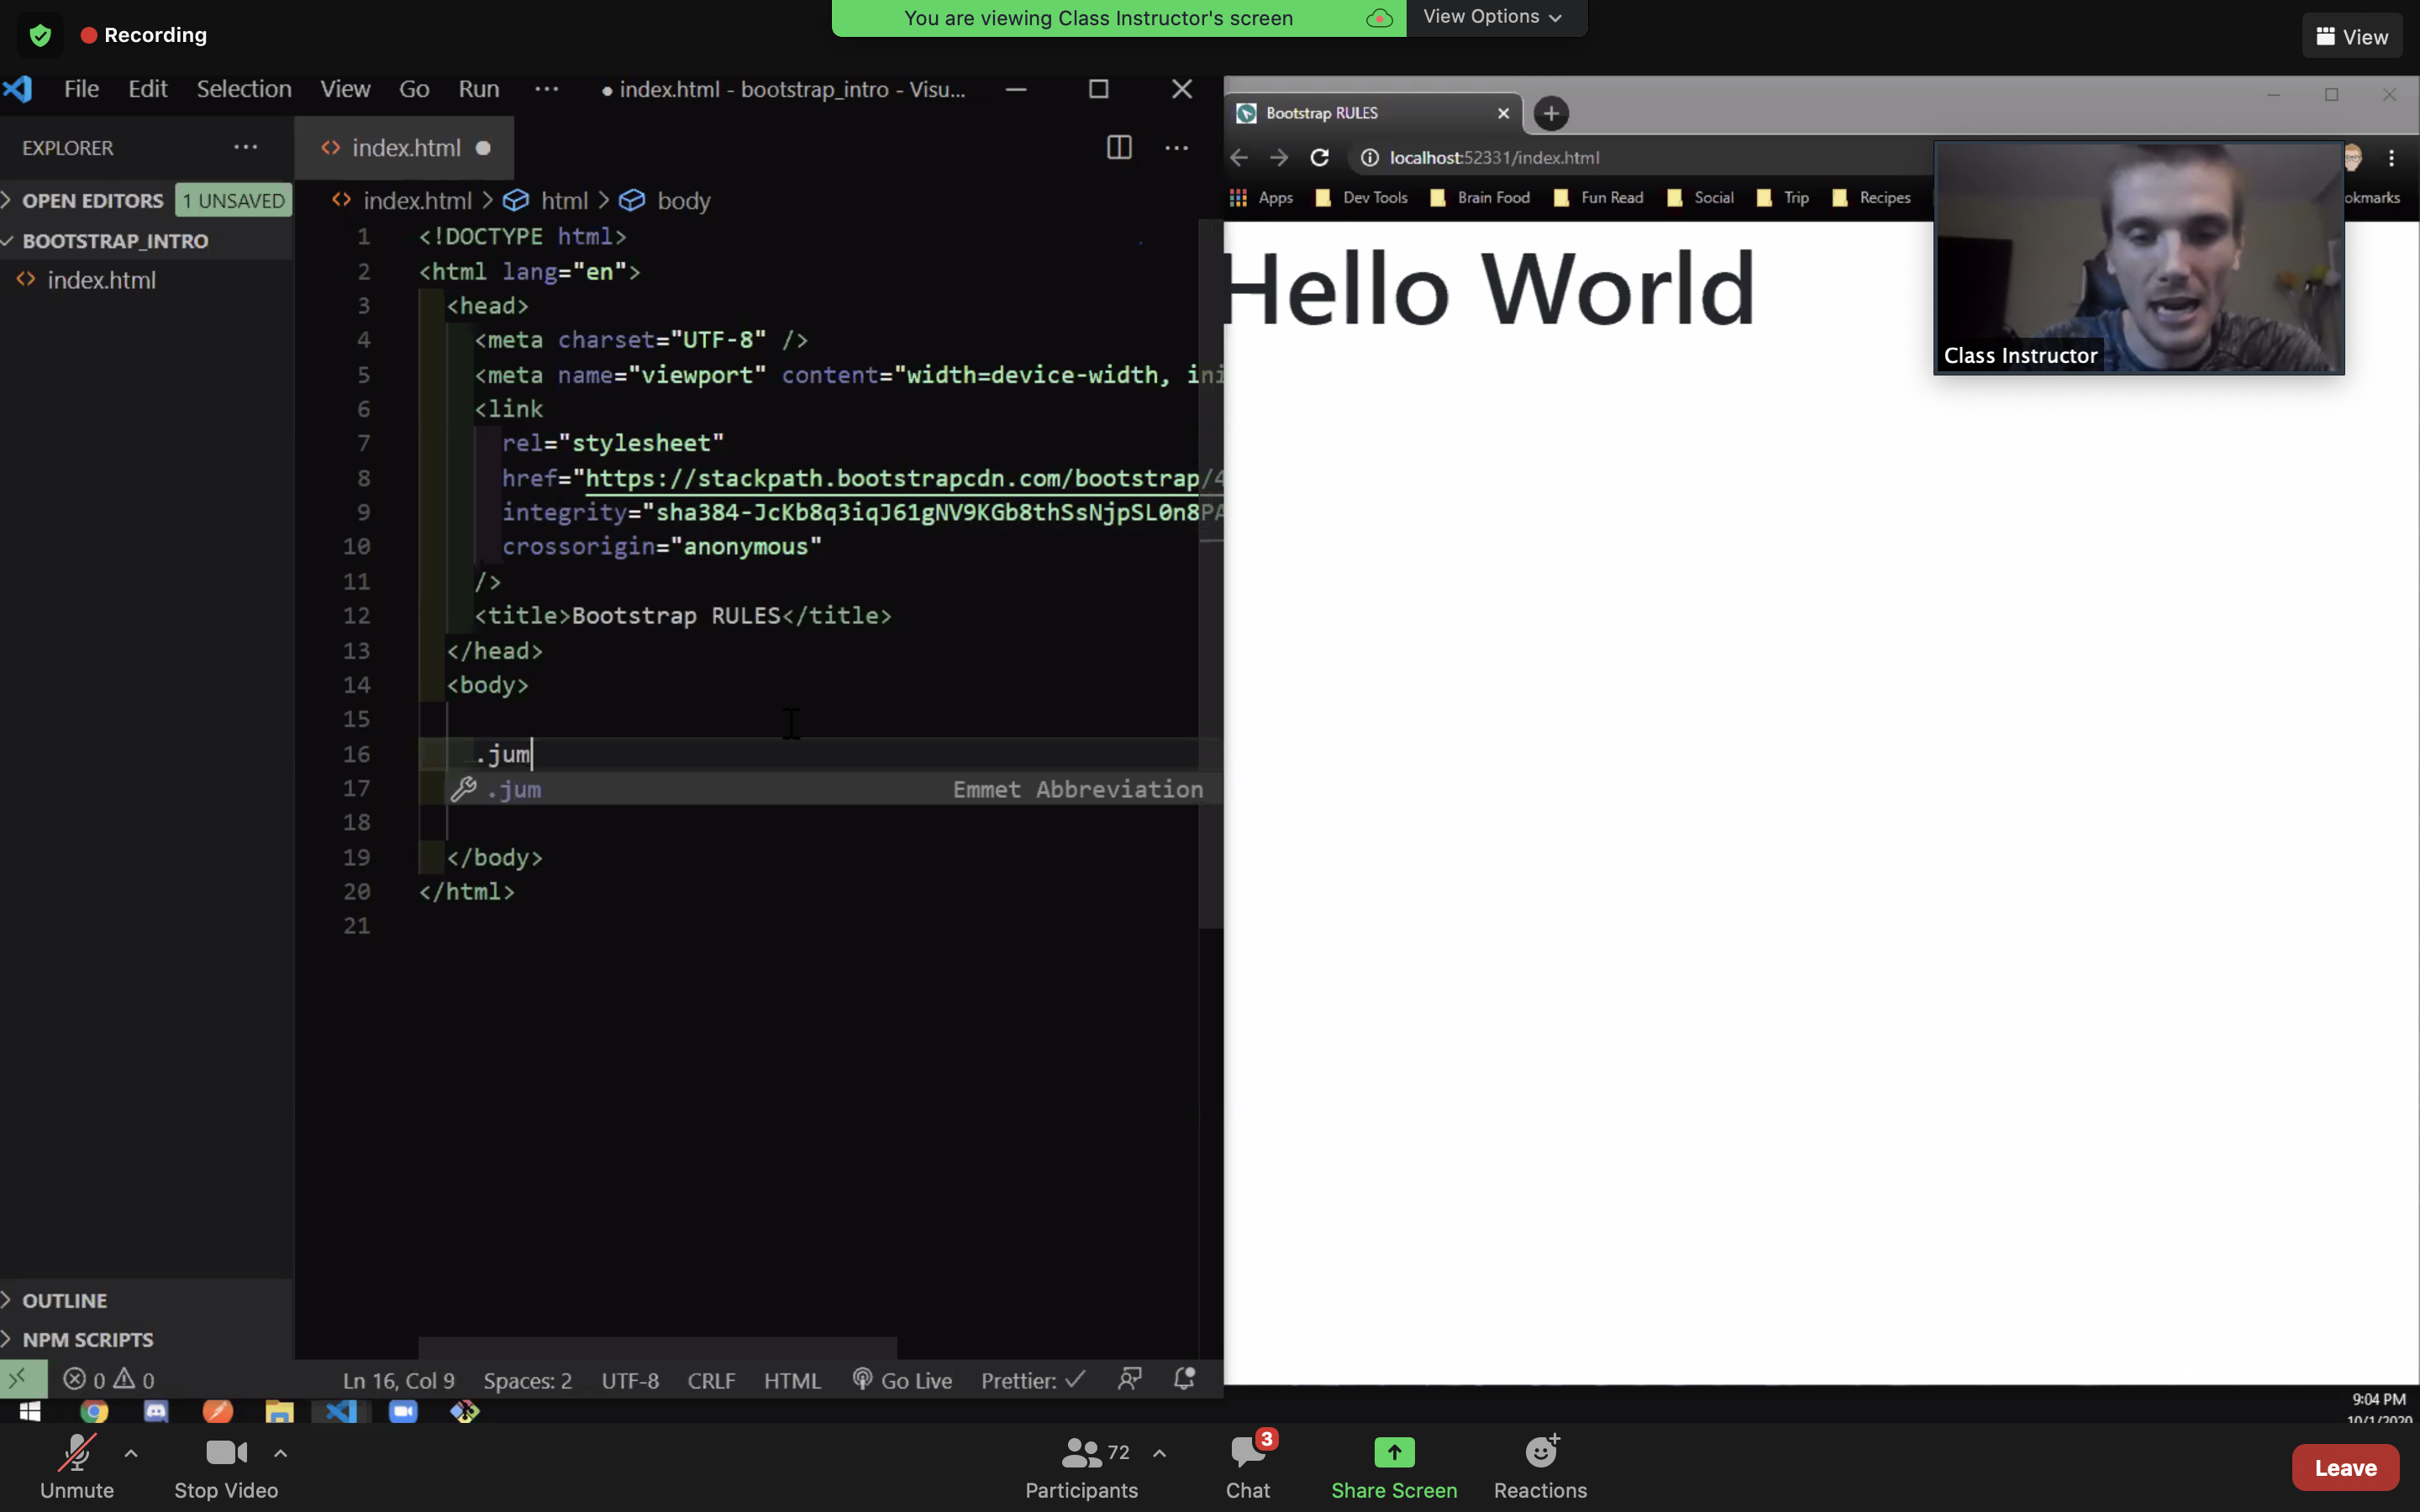 Recording
You are viewing Class Instructor's screen
View Options
View
File Edit Selection View Go Run ··· ● index.html - bootstrap_intro - Visu...
EXPLORER ···
index.html ●
OPEN EDITORS 1 UNSAVED
BOOTSTRAP_INTRO
index.html
index.html > html > body
1 <!DOCTYPE html>
2 <html lang="en">
3 <head>
4 <meta charset="UTF-8" />
5 <meta name="viewport" content="width=device-width, ini
6 <link
7 rel="stylesheet"
8 href="https://stackpath.bootstrapcdn.com/bootstrap/4
9 integrity="sha384-JcKb8q3iqJ61gNV9KGb8thSsNjpSL0n8PA
10 crossorigin="anonymous"
11 />
12 <title>Bootstrap RULES</title>
13 </head>
14 <body>
15
16 .jum
17 .jum Emmet Abbreviation
18
19 </body>
20 </html>
21
OUTLINE
NPM SCRIPTS
0 0 Ln 16, Col 9 Spaces: 2 UTF-8 CRLF HTML Go Live Prettier: ✓
Bootstrap RULES
localhost:52331/index.html
Apps Dev Tools Brain Food Fun Read Social Trip Recipes okmarks
Hello World
Class Instructor
9:04 PM
10/1/2020
Unmute
Stop Video
72
Participants
3
Chat
Share Screen
Reactions
Leave